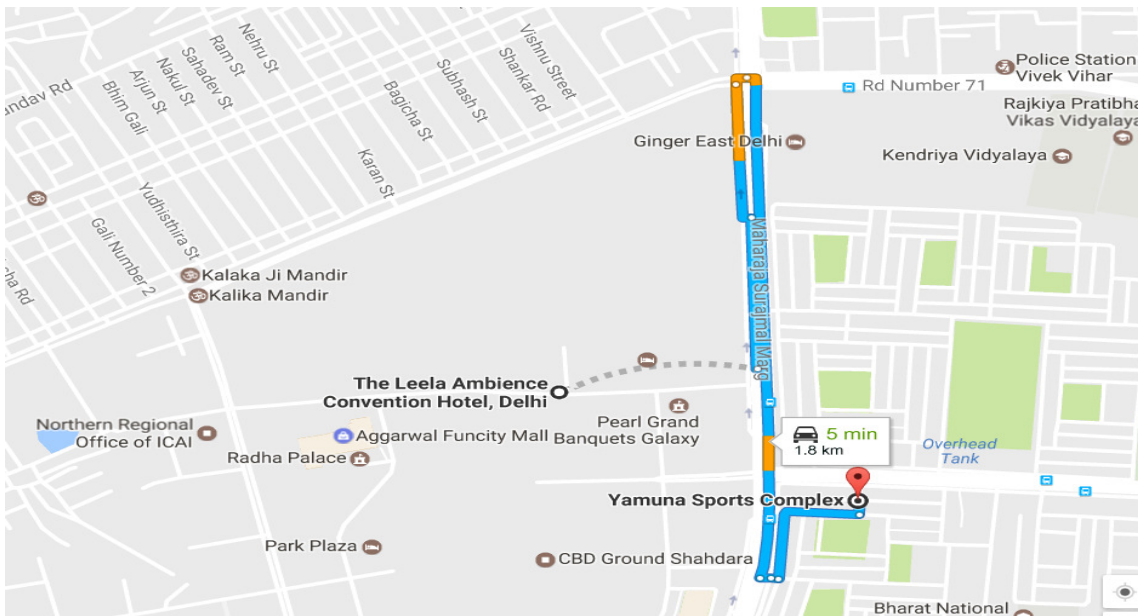 undav Rd
Nehru St
Ram St
Sahadev St
Nakul St
Arjun St
Bhim Gali
Vishnu Street
Shankar Rd
Subhash St
Bagicha St
Karan St
Yudhisthira St
Gali Number 2
icha Rd
Police Station
Vivek Vihar
Rd Number 71
Rajkiya Pratibha
Vikas Vidyalaya
Ginger East Delhi
Kendriya Vidyalaya
Kalaka Ji Mandir
Kalika Mandir
Maharaja Surajmal Marg
The Leela Ambience
Convention Hotel, Delhi
Northern Regional
Office of ICAI
Aggarwal Funcity Mall
Pearl Grand
Banquets Galaxy
Radha Palace
5 min
1.8 km
Overhead
Tank
Yamuna Sports Complex
Park Plaza
CBD Ground Shahdara
Bharat National